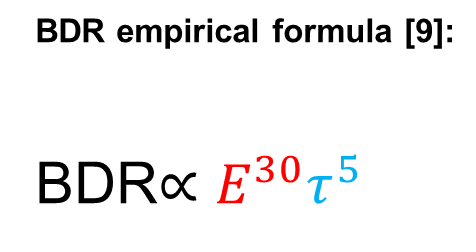 BDR empirical formula [9]:
BDR∝ E³⁰τ⁵